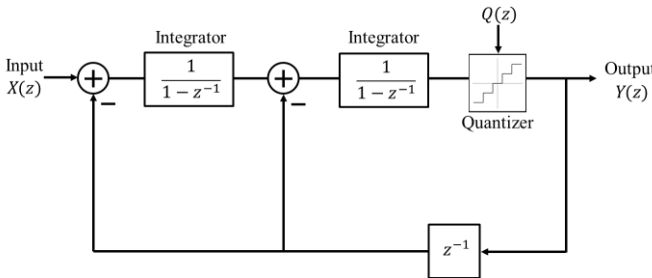 Q(z)
Integrator
Integrator
Input
X(z)
+
−
1
1 − z⁻¹
+
−
1
1 − z⁻¹
Quantizer
Output
Y(z)
z⁻¹